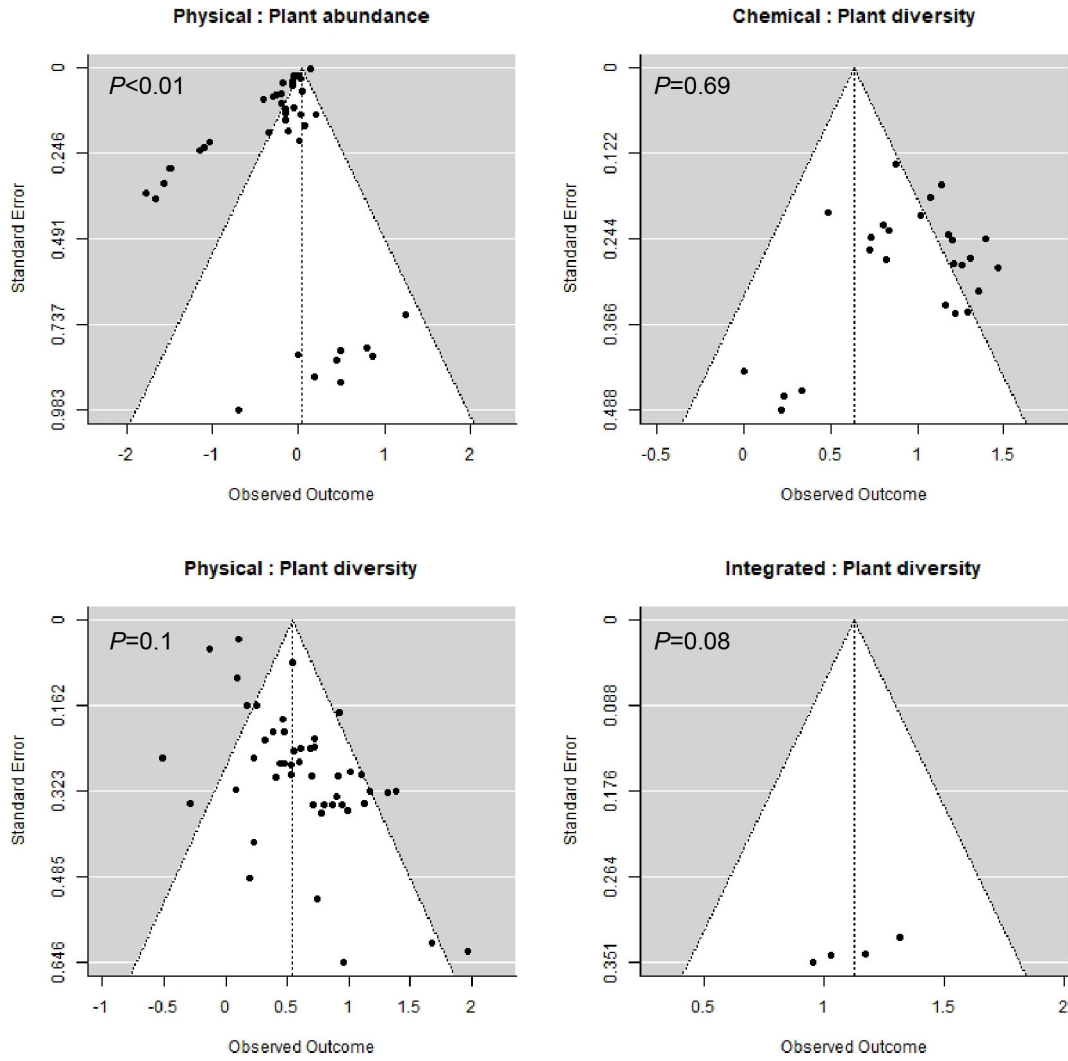 Physical : Plant abundance
P<0.01
0
0.246
0.491
0.737
0.983
Standard Error
-2
-1
0
1
2
Observed Outcome
Chemical : Plant diversity
P=0.69
0
0.122
0.244
0.366
0.488
Standard Error
-0.5
0
0.5
1
1.5
Observed Outcome
Physical : Plant diversity
P=0.1
0
0.162
0.323
0.485
0.646
Standard Error
-1
-0.5
0
0.5
1
1.5
2
Observed Outcome
Integrated : Plant diversity
P=0.08
0
0.088
0.176
0.264
0.351
Standard Error
0.5
1
1.5
2
Observed Outcome